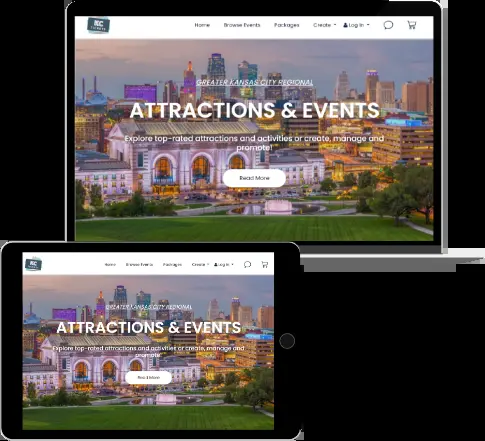 KC
Home Browse Events Packages Create Log In
GREATER KANSAS CITY REGIONAL
ATTRACTIONS & EVENTS
Explore top-rated attractions and activities or create, manage and
promote!
Read More
KC
Home Browse Events Packages Create Log In
GREATER KANSAS CITY REGIONAL
ATTRACTIONS & EVENTS
Explore top-rated attractions and activities or create, manage and
promote!
Read More